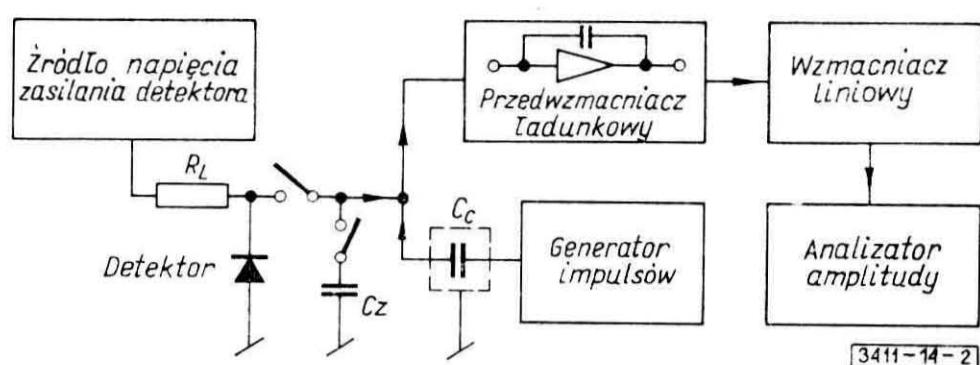 Źródło napięcia
zasilania detektora
R_L
Detektor
Cz
C_c
Przedwzmacniacz
ładunkowy
Generator
impulsów
Wzmacniacz
liniowy
Analizator
amplitudy
3411-14-2